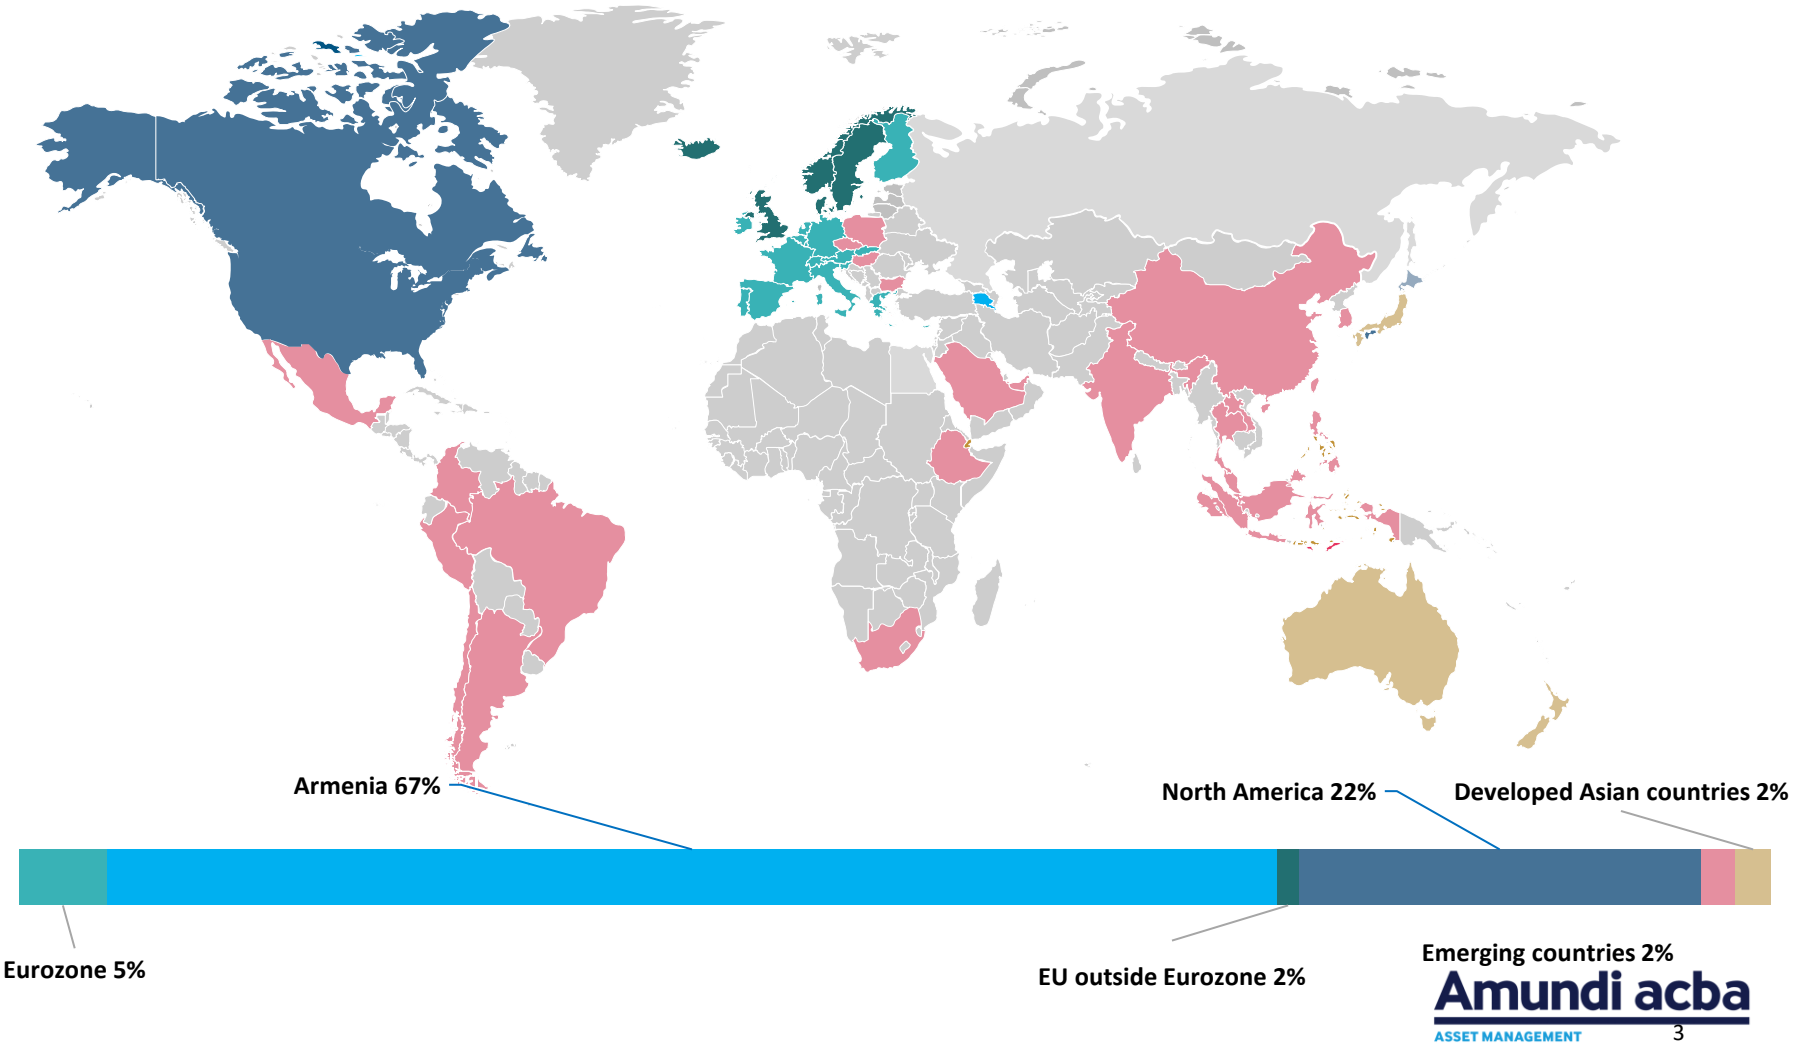 Armenia 67%
North America 22%
Developed Asian countries 2%
Eurozone 5%
EU outside Eurozone 2%
Emerging countries 2%
Amundi acba
ASSET MANAGEMENT
3